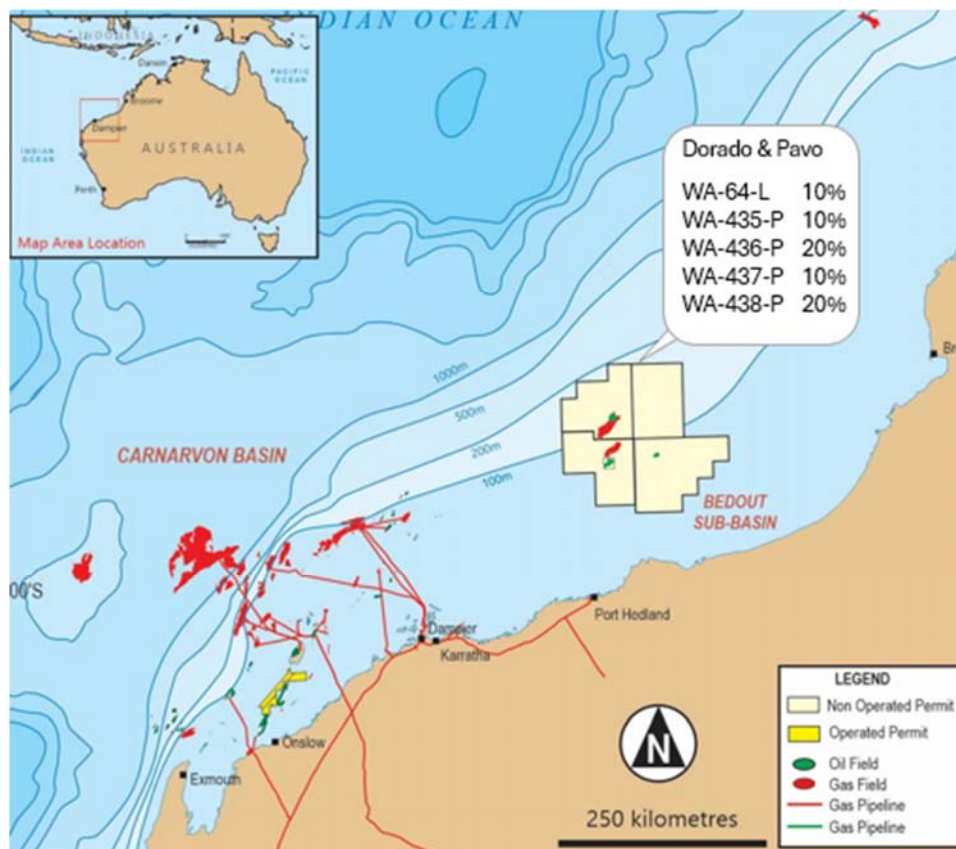 INDIAN OCEAN
INDONESIA
Darwin
PACIFIC
OCEAN
Broome
Dampier
AUSTRALIA
INDIAN
OCEAN
Perth
Map Area Location
Dorado & Pavo
WA-64-L 10%
WA-435-P 10%
WA-436-P 20%
WA-437-P 10%
WA-438-P 20%
Br
1000m
500m
200m
100m
CARNARVON BASIN
BEDOUT
SUB-BASIN
00'S
Port Hedland
Dampier
Karratha
Onslow
Exmouth
N
250 kilometres
LEGEND
Non Operated Permit
Operated Permit
Oil Field
Gas Field
Gas Pipeline
Gas Pipeline